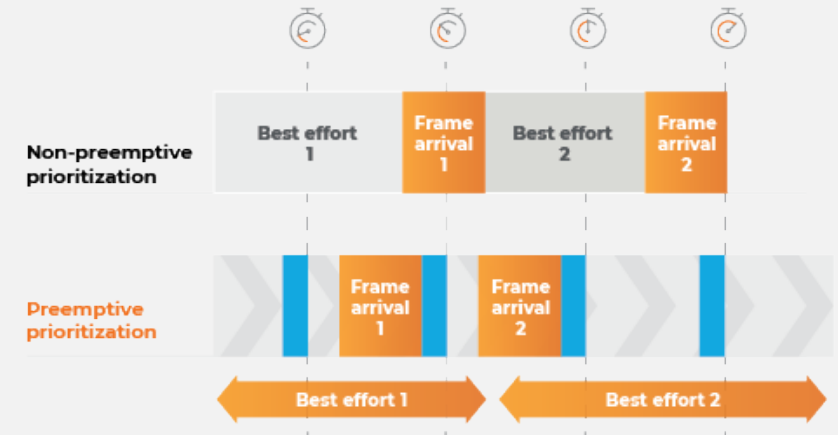 Best effort
1
Frame
arrival
1
Best effort
2
Frame
arrival
2
Non-preemptive
prioritization
Frame
arrival
1
Frame
arrival
2
Preemptive
prioritization
Best effort 1
Best effort 2